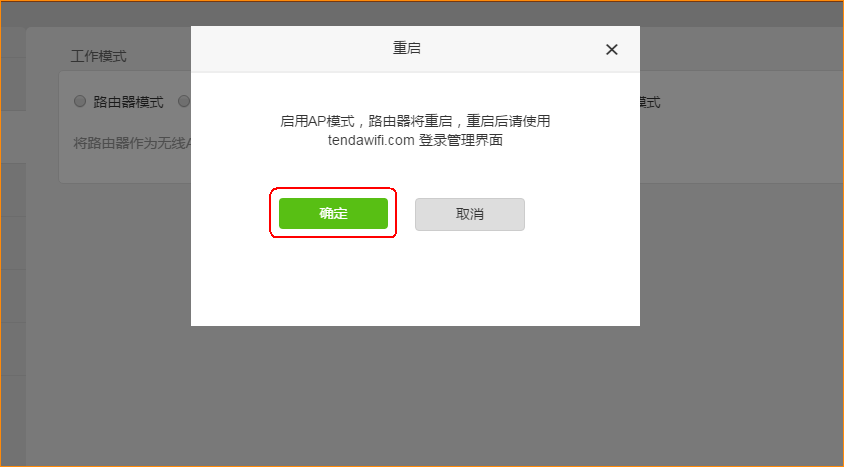 重启
工作模式
路由器模式
模式
启用AP模式，路由器将重启，重启后请使用
tendawifi.com 登录管理界面
将路由器作为无线A
确定
取消